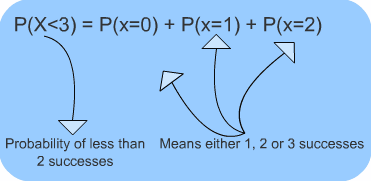 P(X<3) = P(x=0) + P(x=1) + P(x=2)
Probability of less than
2 successes
Means either 1, 2 or 3 successes